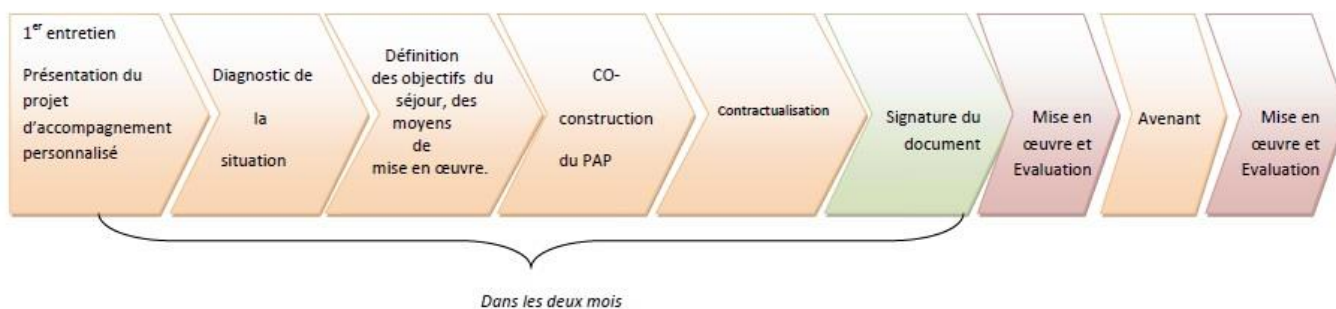 1er entretien
Présentation du
projet
d'accompagnement
personnalisé
Diagnostic de
la
situation
Définition
des objectifs du
séjour, des
moyens
de
mise en œuvre.
CO-
construction
du PAP
Contractualisation
Signature du
document
Mise en
œuvre et
Evaluation
Avenant
Mise en
œuvre et
Evaluation
Dans les deux mois